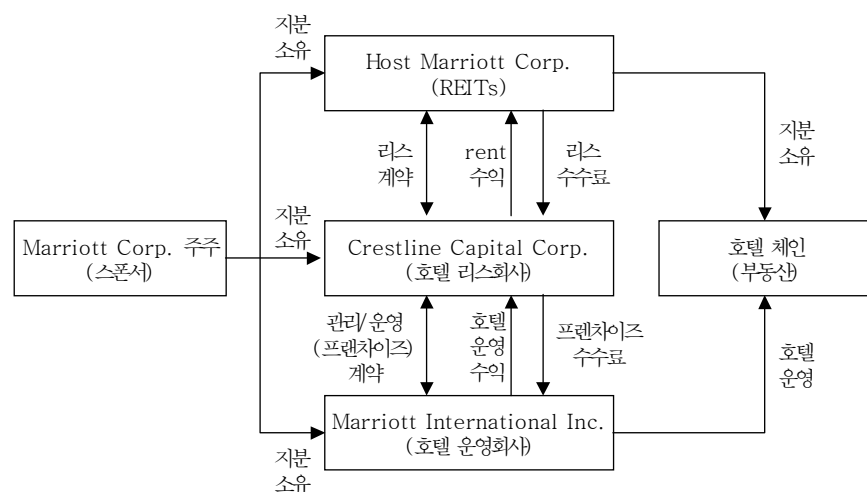 지분
소유
Host Marriott Corp.
(REITs)
리스
계약
rent
수익
리스
수수료
지분
소유
Marriott Corp. 주주
(스폰서)
지분
소유
Crestline Capital Corp.
(호텔 리스회사)
호텔 체인
(부동산)
관리/운영
(프랜차이즈)
계약
호텔
운영
수익
프렌차이즈
수수료
호텔
운영
Marriott International Inc.
(호텔 운영회사)
지분
소유